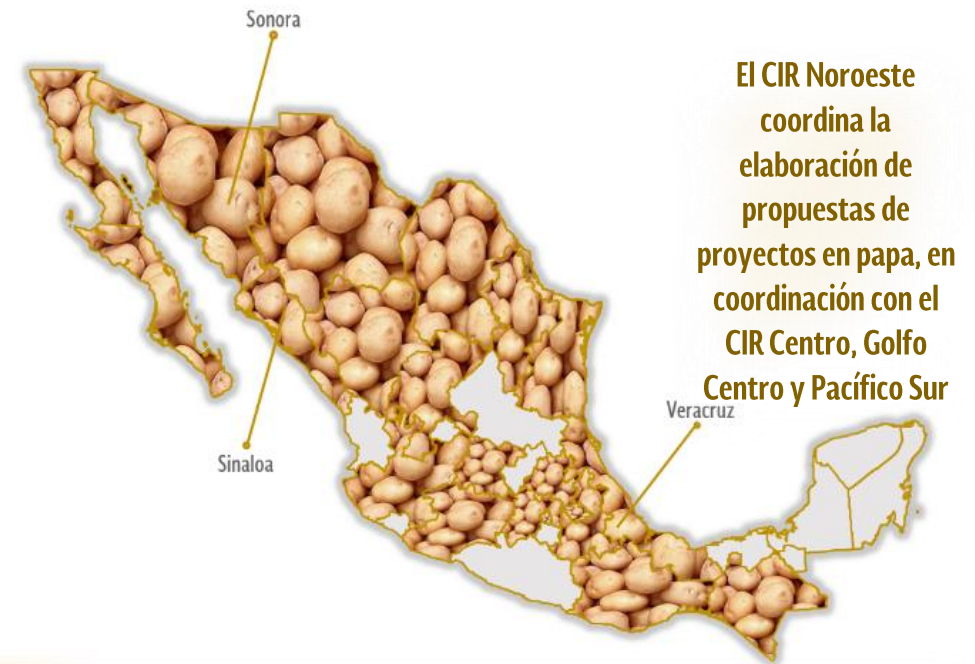 Sonora
El CIR Noroeste
coordina la
elaboración de
propuestas de
proyectos en papa, en
coordinación con el
CIR Centro, Golfo
Centro y Pacífico Sur
Veracruz
Sinaloa